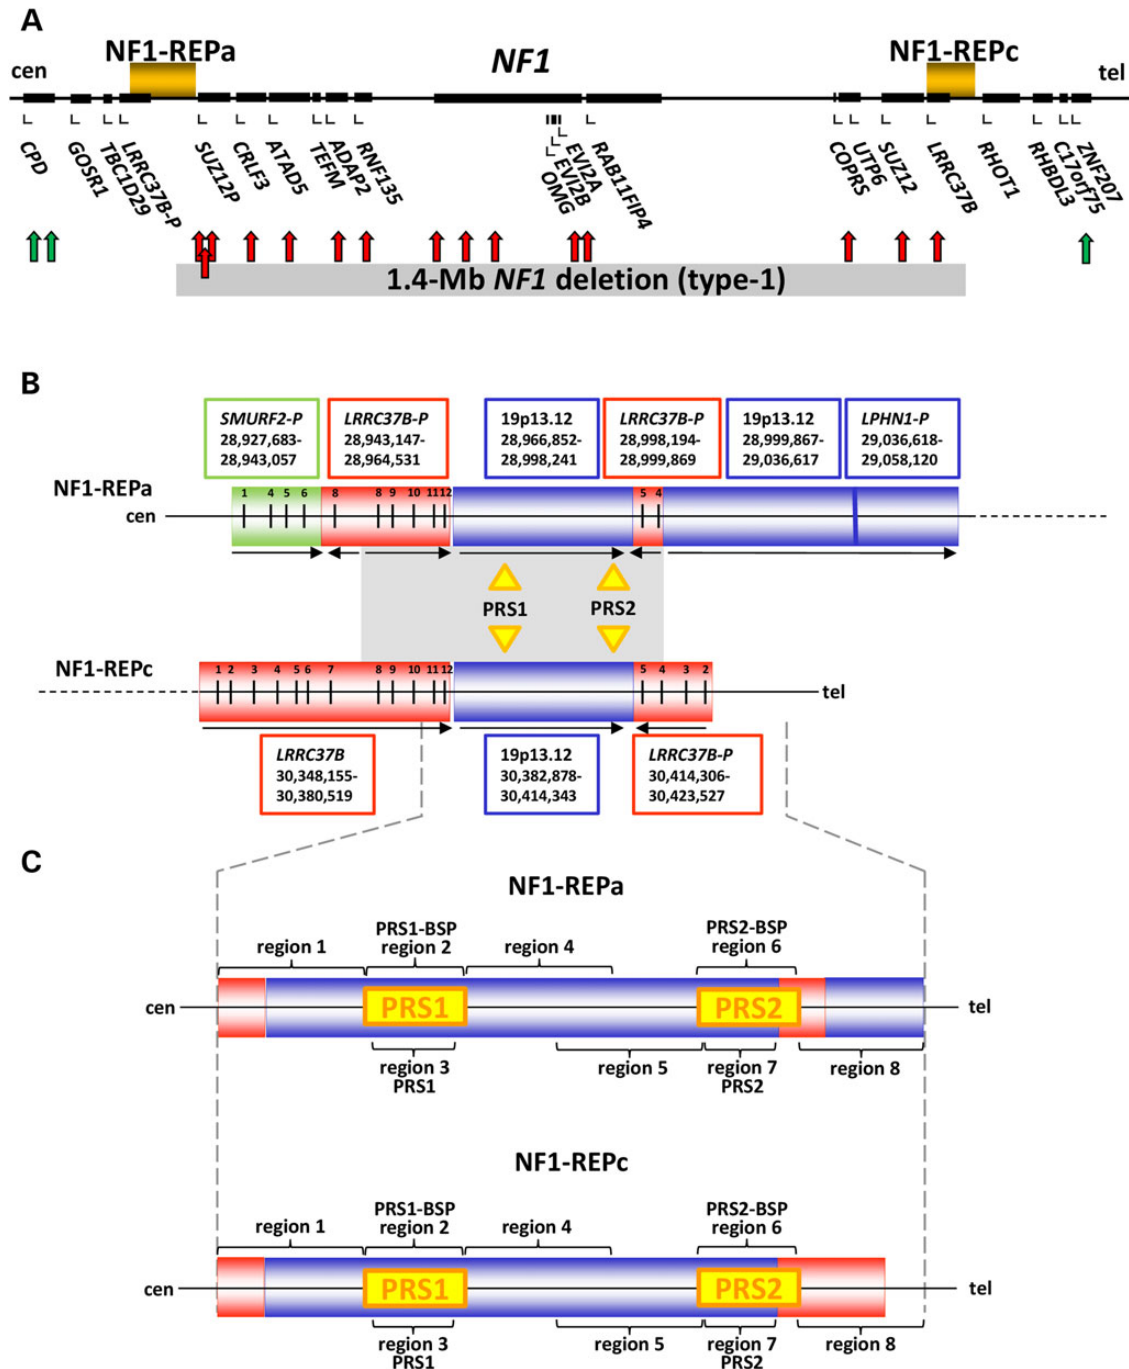 A
NF1-REPa
NF1
NF1-REPc
cen
tel
CPD
GOSR1
TBC1D29
LRRC37B-P
SUZ12P
CRLF3
ATAD5
TEFM
ADAP2
RNF135
OMG
EVI2B
EVI2A
RAB11FIP4
COPRS
UTP6
SUZ12
LRRC37B
RHOT1
RHBDL3
C17orf75
ZNF207
1.4-Mb NF1 deletion (type-1)
B
SMURF2-P
28,927,683-
28,943,057
LRRC37B-P
28,943,147-
28,964,531
19p13.12
28,966,852-
28,998,241
LRRC37B-P
28,998,194-
28,999,869
19p13.12
28,999,867-
29,036,617
LPHN1-P
29,036,618-
29,058,120
NF1-REPa
1 4 5 6 8 8 9 10 11 12 5 4
cen
PRS1 PRS2
NF1-REPc
1 2 3 4 5 6 7 8 9 10 11 12 5 4 3 2
tel
LRRC37B
30,348,155-
30,380,519
19p13.12
30,382,878-
30,414,343
LRRC37B-P
30,414,306-
30,423,527
C
NF1-REPa
PRS1-BSP PRS2-BSP
region 1 region 2 region 4 region 6
cen PRS1 PRS2 tel
region 3 region 5 region 7 region 8
PRS1 PRS2
NF1-REPc
PRS1-BSP PRS2-BSP
region 1 region 2 region 4 region 6
cen PRS1 PRS2 tel
region 3 region 5 region 7 region 8
PRS1 PRS2